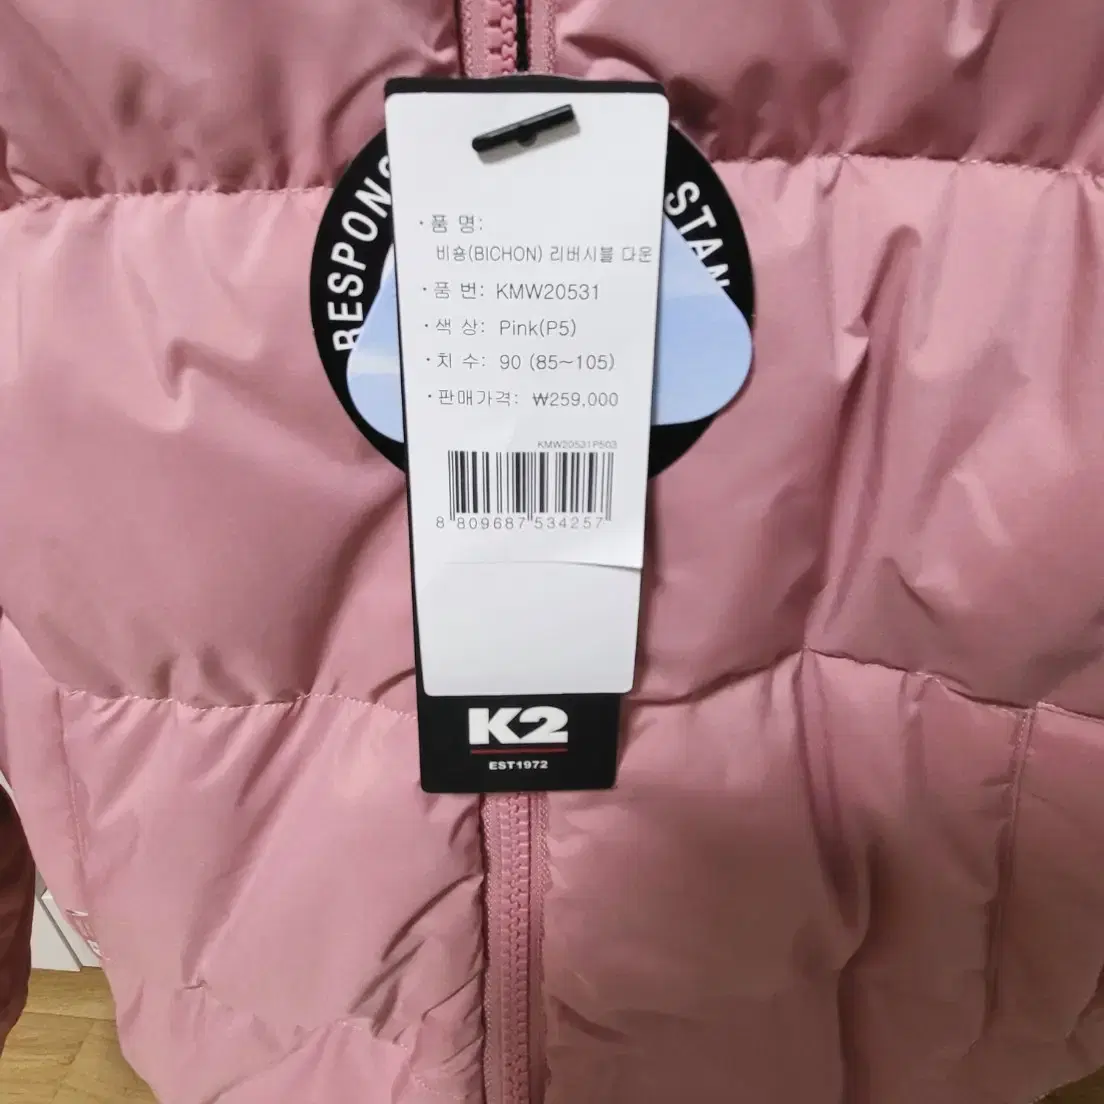 RESPONS
STAN
· 품 명:
비숑(BICHON) 리버시블 다운
· 품 번: KMW20531
· 색 상: Pink(P5)
· 치 수: 90 (85~105)
· 판매가격: ₩259,000
KMW20531P503
8 809687 534257
K2
EST1972